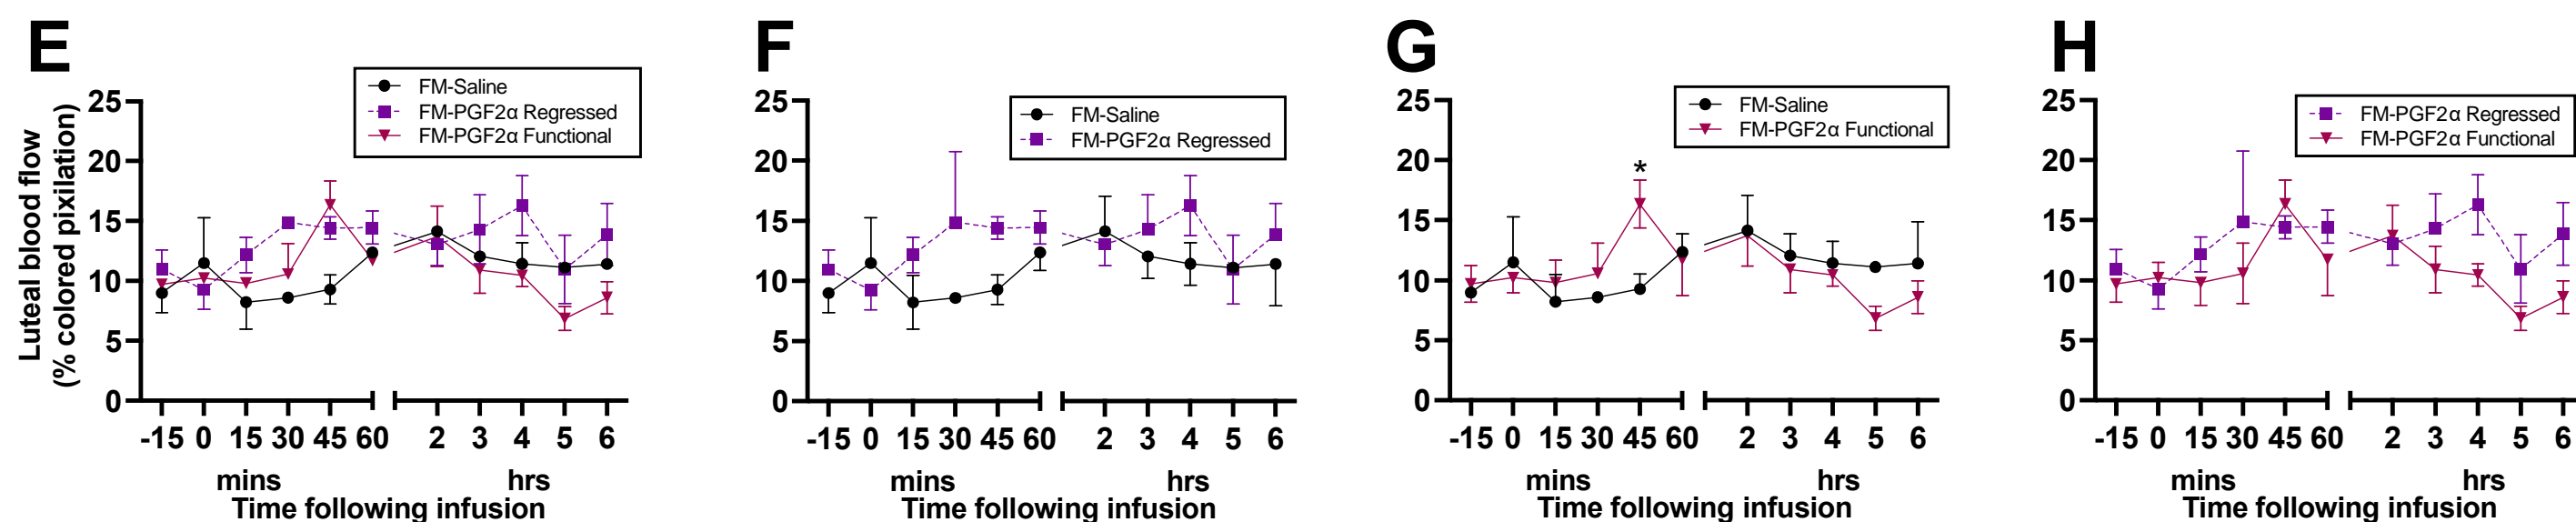 E
Luteal blood flow
(% colored pixilation)
FM-Saline
FM-PGF2α Regressed
FM-PGF2α Functional
25
20
15
10
5
0
-15 0 15 30 45 60 2 3 4 5 6
mins hrs
Time following infusion
F
FM-Saline
FM-PGF2α Regressed
25
20
15
10
5
0
-15 0 15 30 45 60 2 3 4 5 6
mins hrs
Time following infusion
G
FM-Saline
FM-PGF2α Functional
25
20
15
10
5
0
*
-15 0 15 30 45 60 2 3 4 5 6
mins hrs
Time following infusion
H
FM-PGF2α Regressed
FM-PGF2α Functional
25
20
15
10
5
0
-15 0 15 30 45 60 2 3 4 5 6
mins hrs
Time following infusion